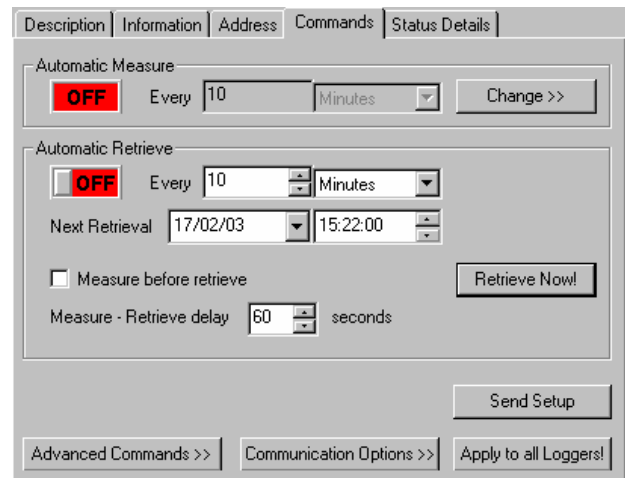 Description Information Address Commands Status Details
Automatic Measure
OFF Every 10 Minutes Change >>
Automatic Retrieve
OFF Every 10 Minutes
Next Retrieval 17/02/03 15:22:00
Measure before retrieve Retrieve Now!
Measure - Retrieve delay 60 seconds
Send Setup
Advanced Commands >> Communication Options >> Apply to all Loggers!